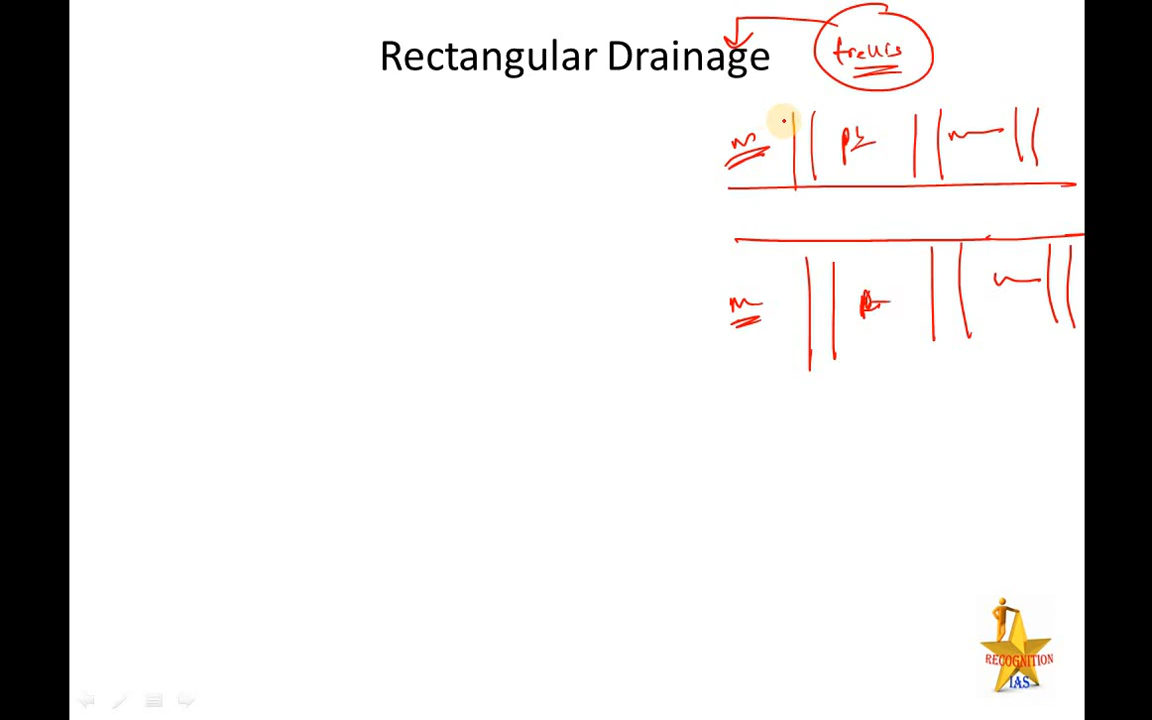 Rectangular Drainage
trellis
m
m
RECOGNITION
IAS